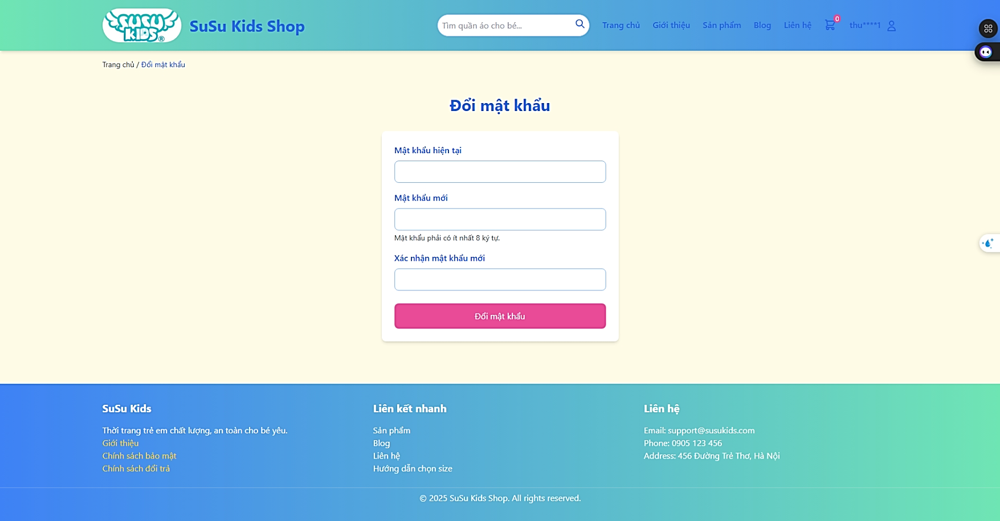 SUSU KIDS®
SuSu Kids Shop
Tìm quần áo cho bé...
Trang chủ
Giới thiệu
Sản phẩm
Blog
Liên hệ
0
thu****1
Trang chủ / Đổi mật khẩu
Đổi mật khẩu
Mật khẩu hiện tại
Mật khẩu mới
Mật khẩu phải có ít nhất 8 ký tự.
Xác nhận mật khẩu mới
Đổi mật khẩu
SuSu Kids
Thời trang trẻ em chất lượng, an toàn cho bé yêu.
Giới thiệu
Chính sách bảo mật
Chính sách đổi trả
Liên kết nhanh
Sản phẩm
Blog
Liên hệ
Hướng dẫn chọn size
Liên hệ
Email: support@susukids.com
Phone: 0905 123 456
Address: 456 Đường Trẻ Thơ, Hà Nội
© 2025 SuSu Kids Shop. All rights reserved.